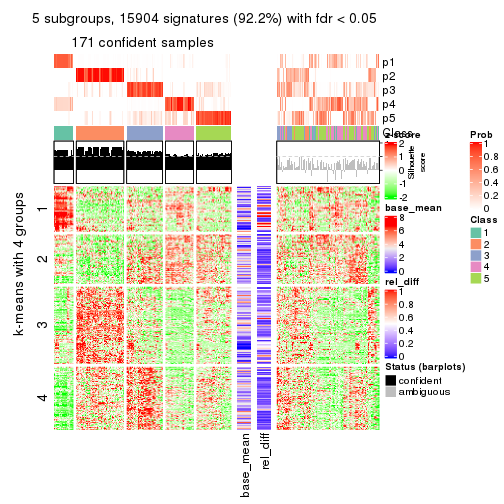 5 subgroups, 15904 signatures (92.2%) with fdr < 0.05
171 confident samples
p1
p2
p3
p4
p5
Class
Silhouette
score
z-score
2
1
0
-1
-2
base_mean
8
6
4
2
0
rel_diff
1
0.8
0.6
0.4
0.2
0
Status (barplots)
confident
ambiguous
Prob
1
0.8
0.6
0.4
0.2
0
Class
1
2
3
4
5
k-means with 4 groups
1
2
3
4
base_mean
rel_diff